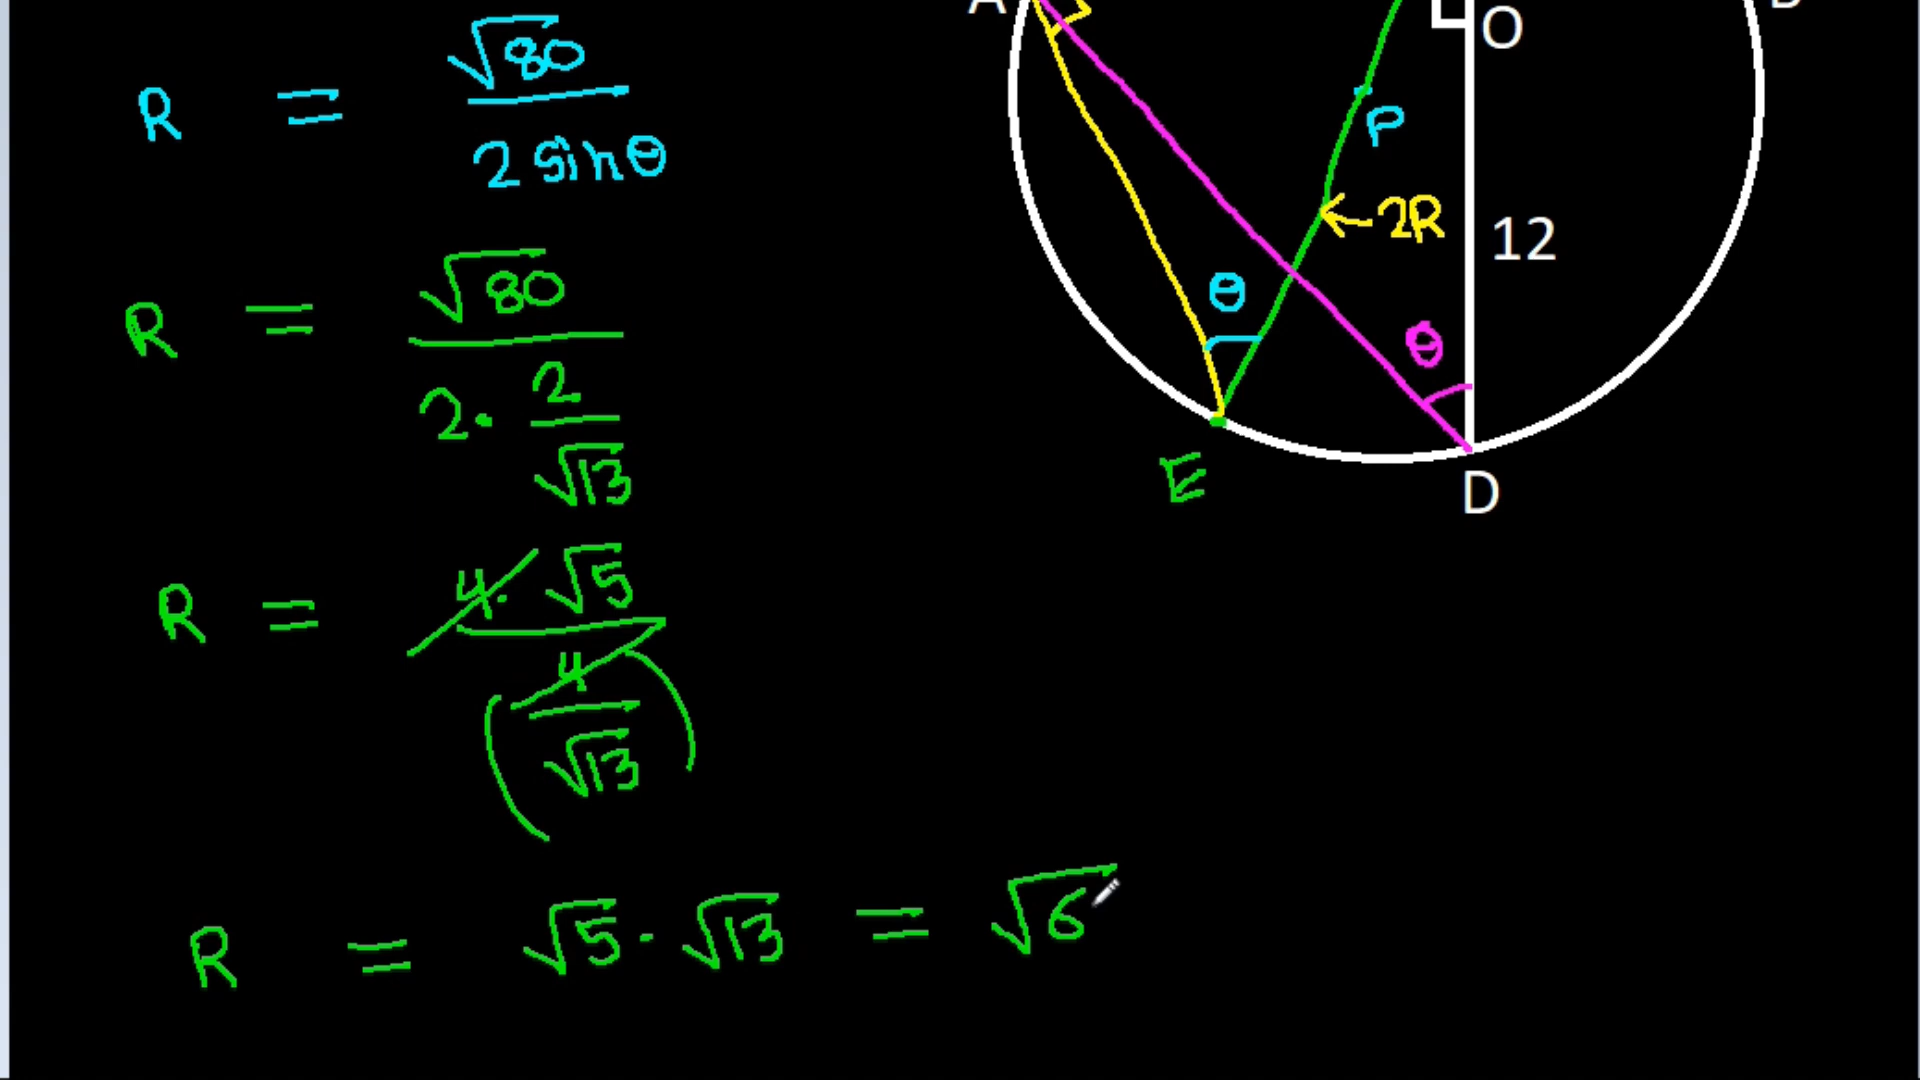 R = √80 / 2 sinθ
R = √80 / 2 · 2 / √13
R = 4 · √5 / ( 4 / √13 )
R = √5 · √13 = √6
A
O
P
←2R
12
θ
θ
E
D